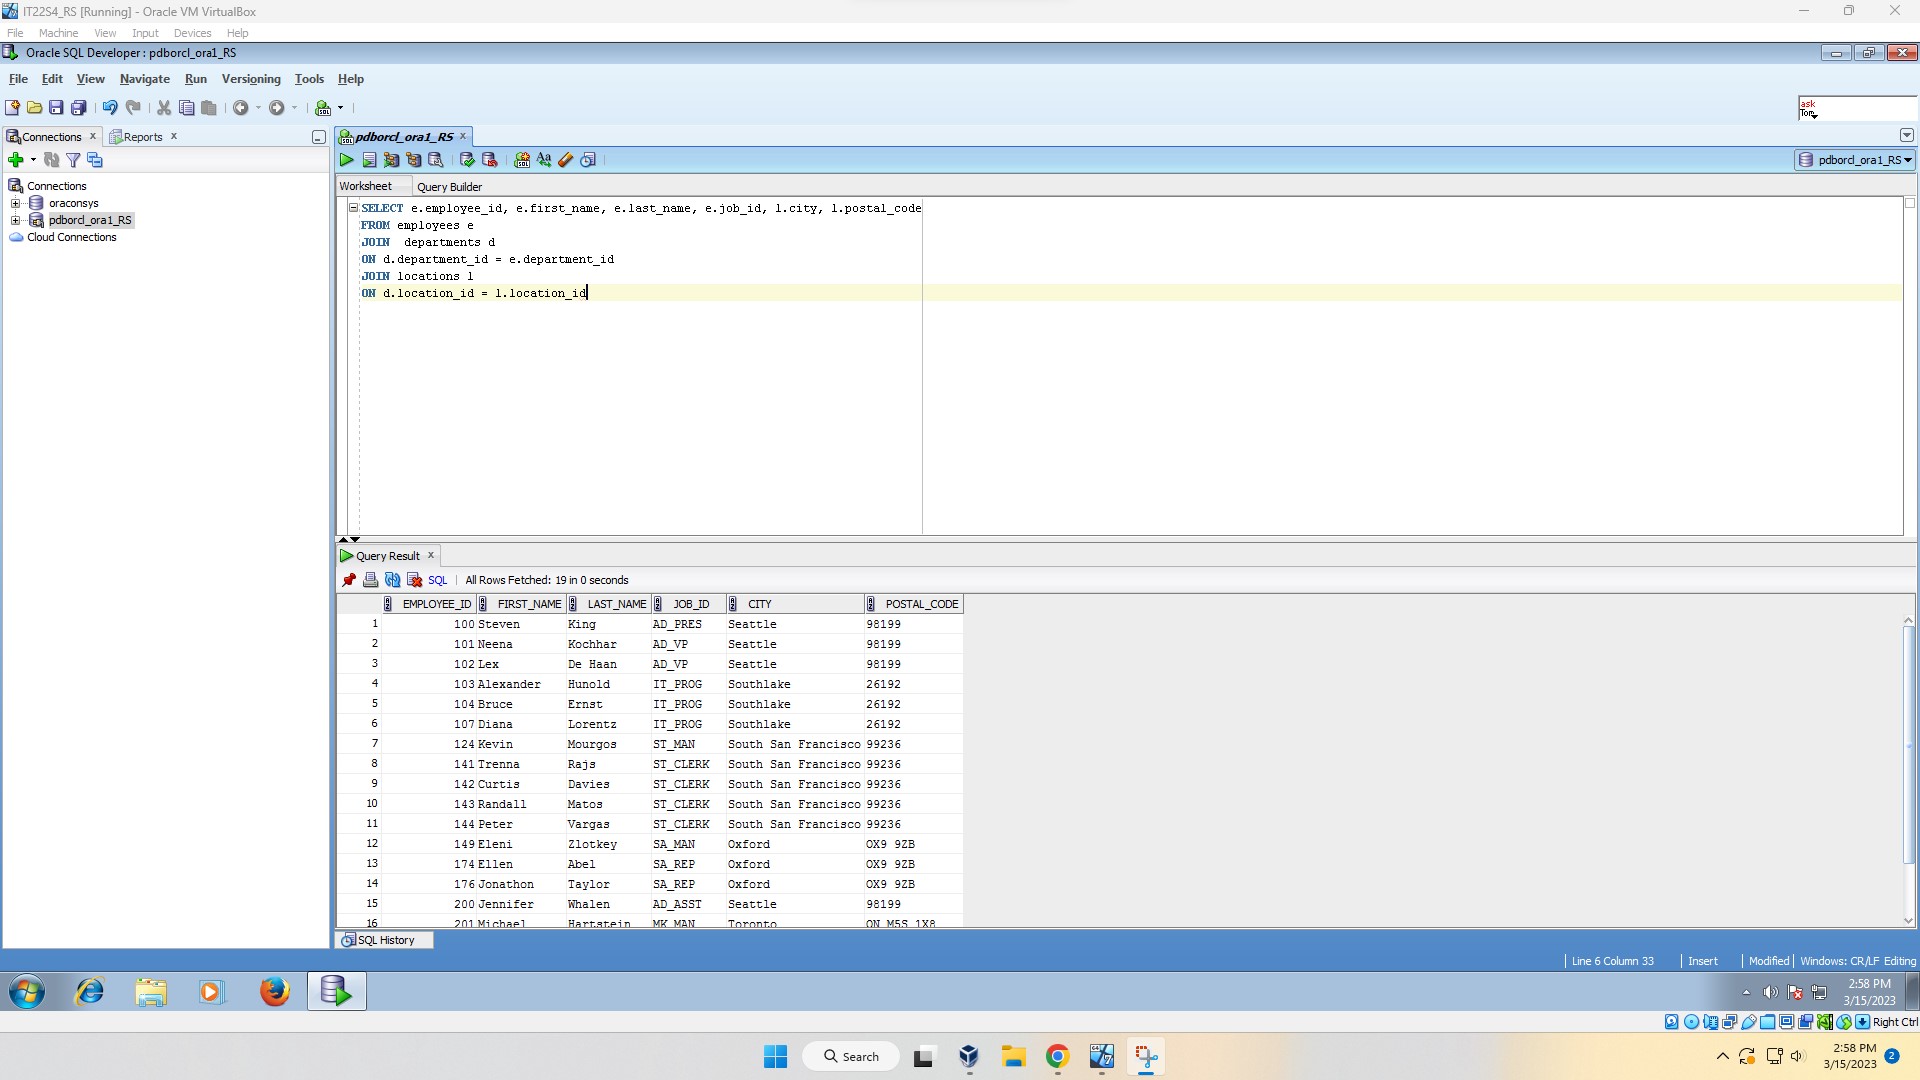 IT22S4_RS [Running] - Oracle VM VirtualBox
File Machine View Input Devices Help
Oracle SQL Developer : pdborcl_ora1_RS
File Edit View Navigate Run Versioning Tools Help
ask
Tom
Connections Reports
pdborcl_ora1_RS
pdborcl_ora1_RS
Worksheet Query Builder
Connections
oraconsys
pdborcl_ora1_RS
Cloud Connections
SELECT e.employee_id, e.first_name, e.last_name, e.job_id, l.city, l.postal_code
FROM employees e
JOIN  departments d
ON d.department_id = e.department_id
JOIN locations l
ON d.location_id = l.location_id
Query Result
SQL All Rows Fetched: 19 in 0 seconds
EMPLOYEE_ID FIRST_NAME LAST_NAME JOB_ID CITY POSTAL_CODE
1 100 Steven King AD_PRES Seattle 98199
2 101 Neena Kochhar AD_VP Seattle 98199
3 102 Lex De Haan AD_VP Seattle 98199
4 103 Alexander Hunold IT_PROG Southlake 26192
5 104 Bruce Ernst IT_PROG Southlake 26192
6 107 Diana Lorentz IT_PROG Southlake 26192
7 124 Kevin Mourgos ST_MAN South San Francisco 99236
8 141 Trenna Rajs ST_CLERK South San Francisco 99236
9 142 Curtis Davies ST_CLERK South San Francisco 99236
10 143 Randall Matos ST_CLERK South San Francisco 99236
11 144 Peter Vargas ST_CLERK South San Francisco 99236
12 149 Eleni Zlotkey SA_MAN Oxford OX9 9ZB
13 174 Ellen Abel SA_REP Oxford OX9 9ZB
14 176 Jonathon Taylor SA_REP Oxford OX9 9ZB
15 200 Jennifer Whalen AD_ASST Seattle 98199
16 201 Michael Hartstein MK_MAN Toronto ON M5S 1X8
SQL History
Line 6 Column 33 Insert Modified Windows: CR/LF Editing
2:58 PM
3/15/2023
Right Ctrl
Search
2:58 PM
3/15/2023
2